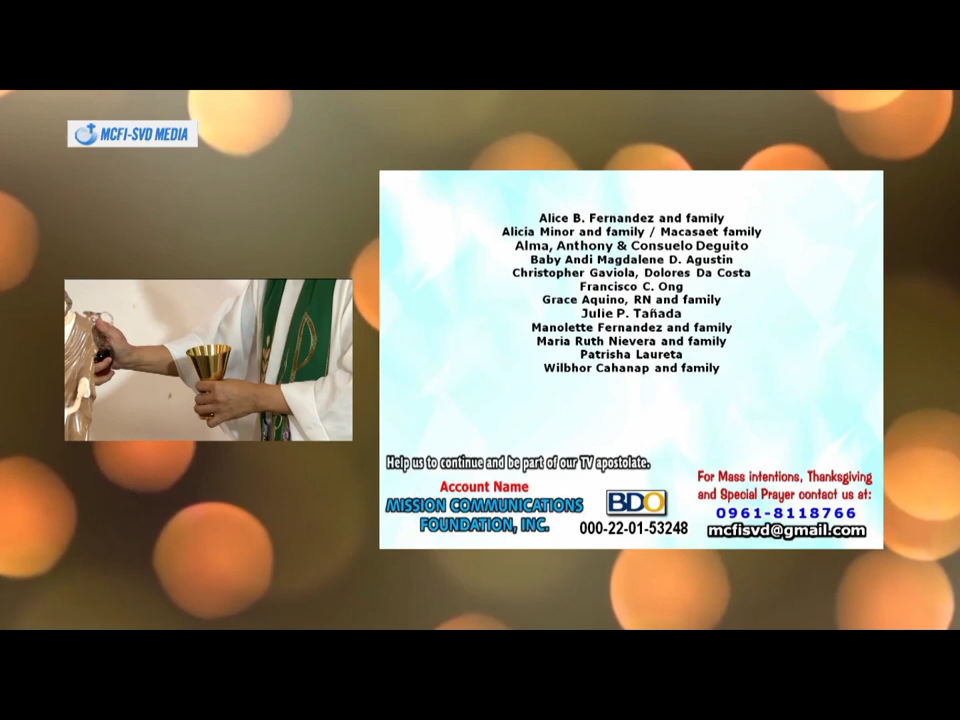 MCFI-SVD MEDIA
Alice B. Fernandez and family
Alicia Minor and family / Macasaet family
Alma, Anthony & Consuelo Deguito
Baby Andi Magdalene D. Agustin
Christopher Gaviola, Dolores Da Costa
Francisco C. Ong
Grace Aquino, RN and family
Julie P. Tañada
Manolette Fernandez and family
Maria Ruth Nievera and family
Patrisha Laureta
Wilbhor Cahanap and family
Help us to continue and be part of our TV apostolate.
Account Name
MISSION COMMUNICATIONS
FOUNDATION, INC.
BDO
000-22-01-53248
For Mass intentions, Thanksgiving
and Special Prayer contact us at:
0961-8118766
mcfisvd@gmail.com